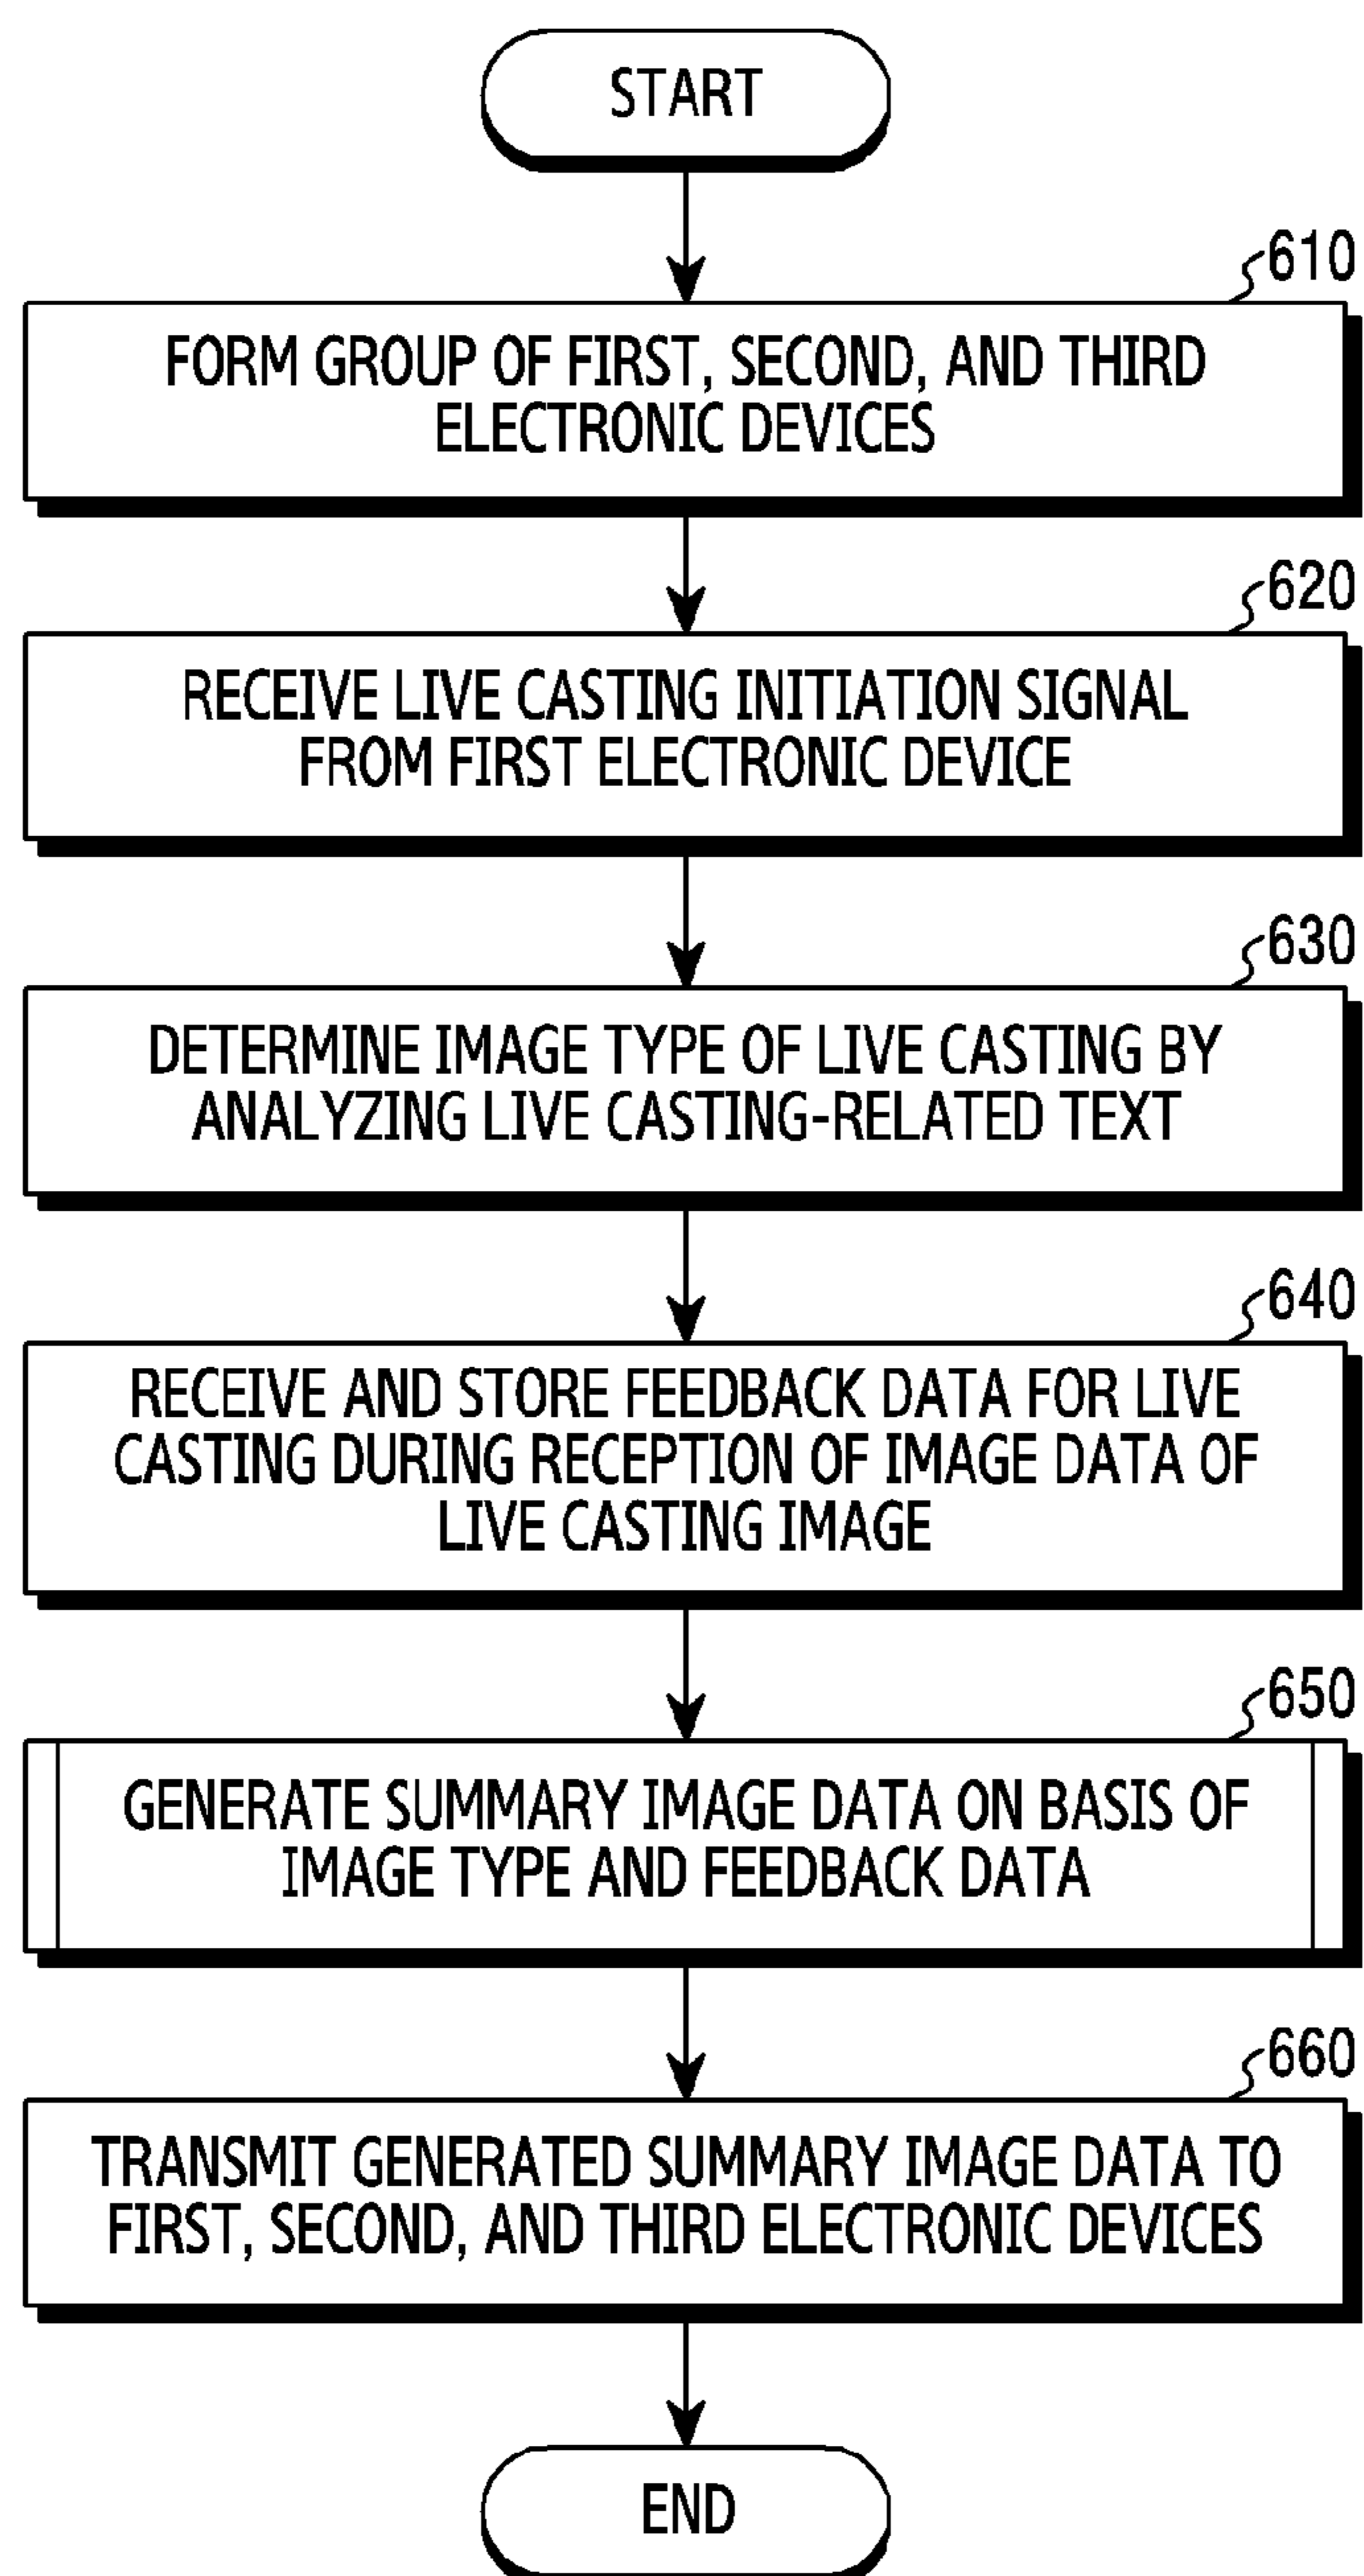 START
610
FORM GROUP OF FIRST, SECOND, AND THIRD
ELECTRONIC DEVICES
620
RECEIVE LIVE CASTING INITIATION SIGNAL
FROM FIRST ELECTRONIC DEVICE
630
DETERMINE IMAGE TYPE OF LIVE CASTING BY
ANALYZING LIVE CASTING-RELATED TEXT
640
RECEIVE AND STORE FEEDBACK DATA FOR LIVE
CASTING DURING RECEPTION OF IMAGE DATA OF
LIVE CASTING IMAGE
650
GENERATE SUMMARY IMAGE DATA ON BASIS OF
IMAGE TYPE AND FEEDBACK DATA
660
TRANSMIT GENERATED SUMMARY IMAGE DATA TO
FIRST, SECOND, AND THIRD ELECTRONIC DEVICES
END